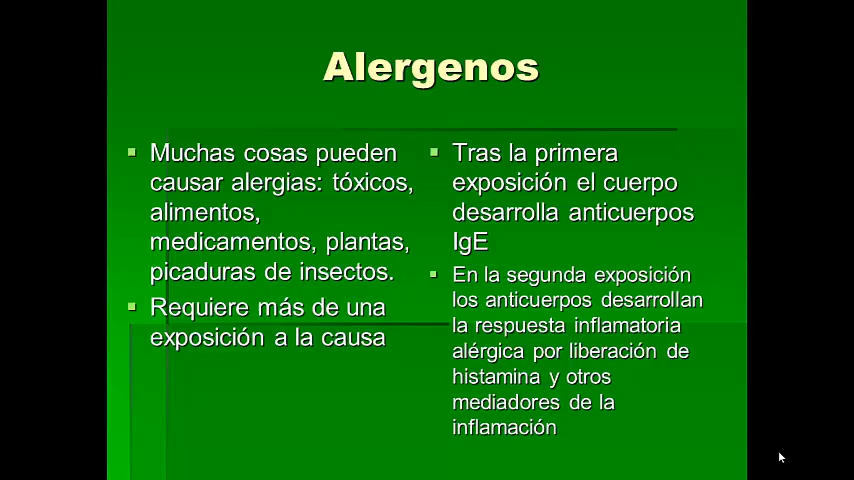 Alergenos
Muchas cosas pueden
causar alergias: tóxicos,
alimentos,
medicamentos, plantas,
picaduras de insectos.
Requiere más de una
exposición a la causa
Tras la primera
exposición el cuerpo
desarrolla anticuerpos
IgE
En la segunda exposición
los anticuerpos desarrollan
la respuesta inflamatoria
alérgica por liberación de
histamina y otros
mediadores de la
inflamación